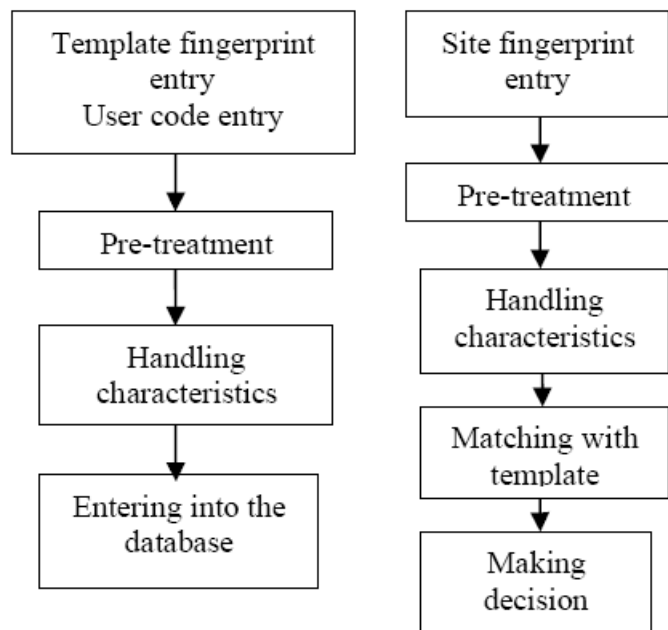 Template fingerprint
entry
User code entry
Pre-treatment
Handling
characteristics
Entering into the
database
Site fingerprint
entry
Pre-treatment
Handling
characteristics
Matching with
template
Making
decision